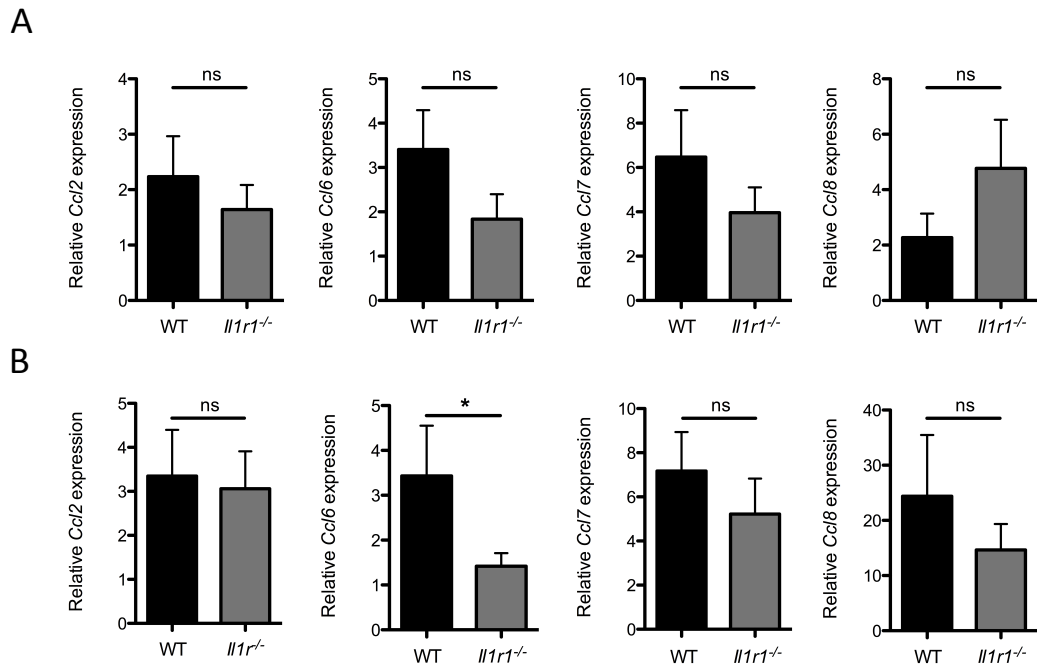 A
Relative Ccl2 expression
4
3
2
1
0
ns
WT Il1r1-/-
Relative Ccl6 expression
5
4
3
2
1
0
ns
WT Il1r1-/-
Relative Ccl7 expression
10
8
6
4
2
0
ns
WT Il1r1-/-
Relative Ccl8 expression
8
6
4
2
0
ns
WT Il1r1-/-
B
Relative Ccl2 expression
5
4
3
2
1
0
ns
WT Il1r-/-
Relative Ccl6 expression
5
4
3
2
1
0
*
WT Il1r1-/-
Relative Ccl7 expression
10
8
6
4
2
0
ns
WT Il1r1-/-
Relative Ccl8 expression
40
30
20
10
0
ns
WT Il1r1-/-